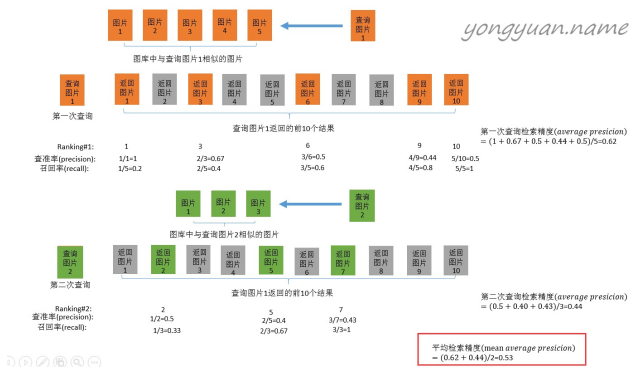 图片 1 图片 2 图片 3 图片 4 图片 5 查询图片 1
yongyuan.name
图库中与查询图片1相似的图片
查询图片 1 返回图片 1 返回图片 2 返回图片 3 返回图片 4 返回图片 5 返回图片 6 返回图片 7 返回图片 8 返回图片 9 返回图片 10
第一次查询
查询图片1返回的前10个结果
第一次查询检索精度(average presicion)
= (1 + 0.67 + 0.5 + 0.44 + 0.5)/5=0.62
Ranking#1: 1 3 6 9 10
查准率(precision): 1/1=1 2/3=0.67 3/6=0.5 4/9=0.44 5/10=0.5
召回率(recall): 1/5=0.2 2/5=0.4 3/5=0.6 4/5=0.8 5/5=1
图片 1 图片 2 图片 3 查询图片 2
图库中与查询图片2相似的图片
查询图片 2 返回图片 1 返回图片 2 返回图片 3 返回图片 4 返回图片 5 返回图片 6 返回图片 7 返回图片 8 返回图片 9 返回图片 10
第二次查询
查询图片1返回的前10个结果
第二次查询检索精度(average presicion)
= (0.5 + 0.40 + 0.43)/3=0.44
Ranking#2: 2 5 7
查准率(precision): 1/2=0.5 2/5=0.4 3/7=0.43
召回率(recall): 1/3=0.33 2/3=0.67 3/3=1
平均检索精度(mean average presicion)
= (0.62 + 0.44)/2=0.53